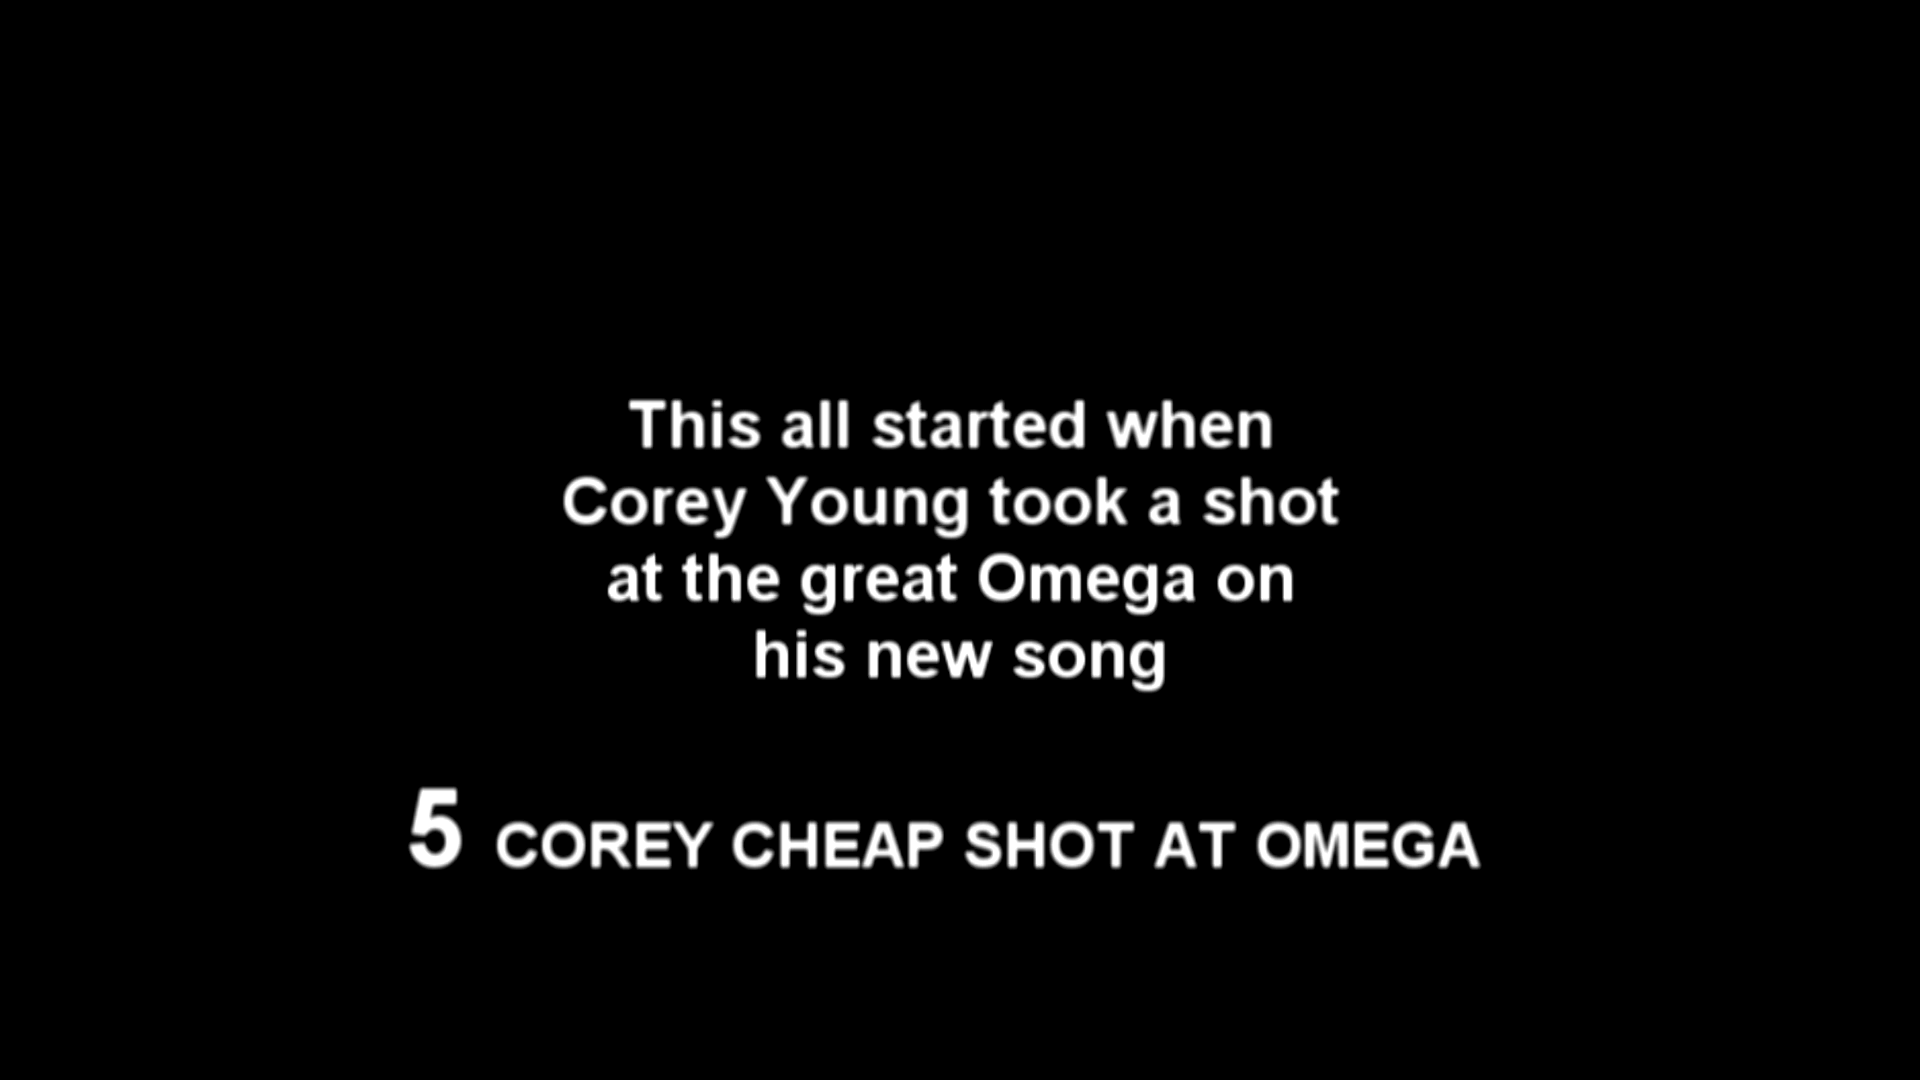 This all started when
Corey Young took a shot
at the great Omega on
his new song
5 COREY CHEAP SHOT AT OMEGA